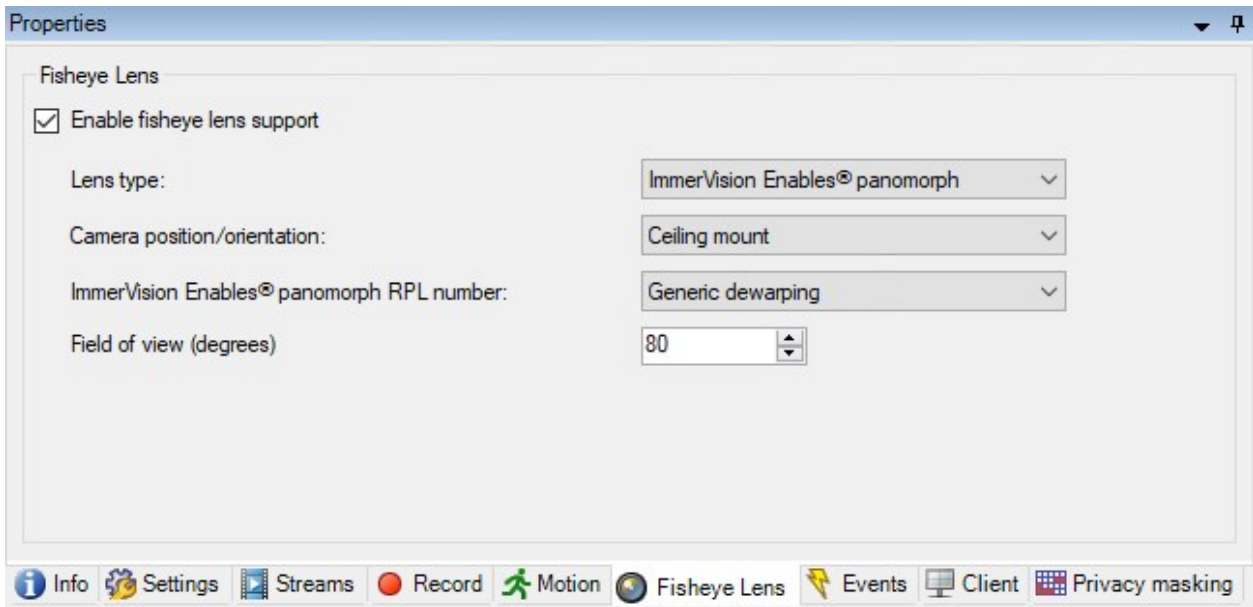 Properties
Fisheye Lens
Enable fisheye lens support
Lens type: ImmerVision Enables® panomorph
Camera position/orientation: Ceiling mount
ImmerVision Enables® panomorph RPL number: Generic dewarping
Field of view (degrees) 80
Info Settings Streams Record Motion Fisheye Lens Events Client Privacy masking